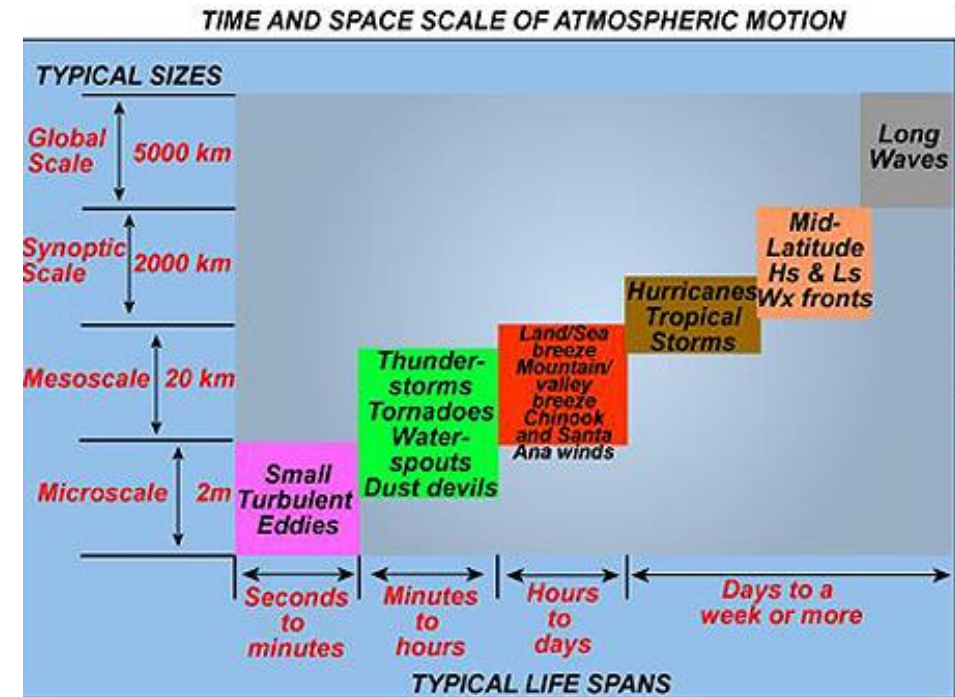 TIME AND SPACE SCALE OF ATMOSPHERIC MOTION
TYPICAL SIZES
Global
Scale
5000 km
Long
Waves
Synoptic
Scale
2000 km
Mid-
Latitude
Hs & Ls
Wx fronts
Hurricanes
Tropical
Storms
Mesoscale
20 km
Land/Sea
breeze
Mountain/
valley
breeze
Chinook
and Santa
Ana winds
Thunder-
storms
Tornadoes
Water-
spouts
Dust devils
Microscale
2m
Small
Turbulent
Eddies
Seconds
to
minutes
Minutes
to
hours
Hours
to
days
Days to a
week or more
TYPICAL LIFE SPANS